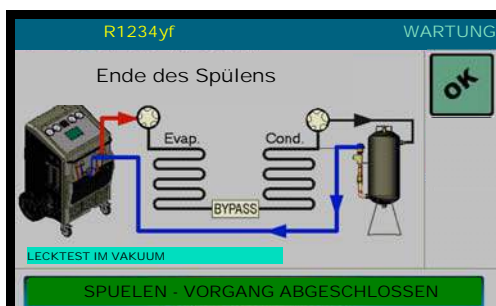 R1234yf
WARTUNG
Ende des Spülens
OK
Evap.
Cond.
BYPASS
LECKTEST IM VAKUUM
SPUELEN - VORGANG ABGESCHLOSSEN